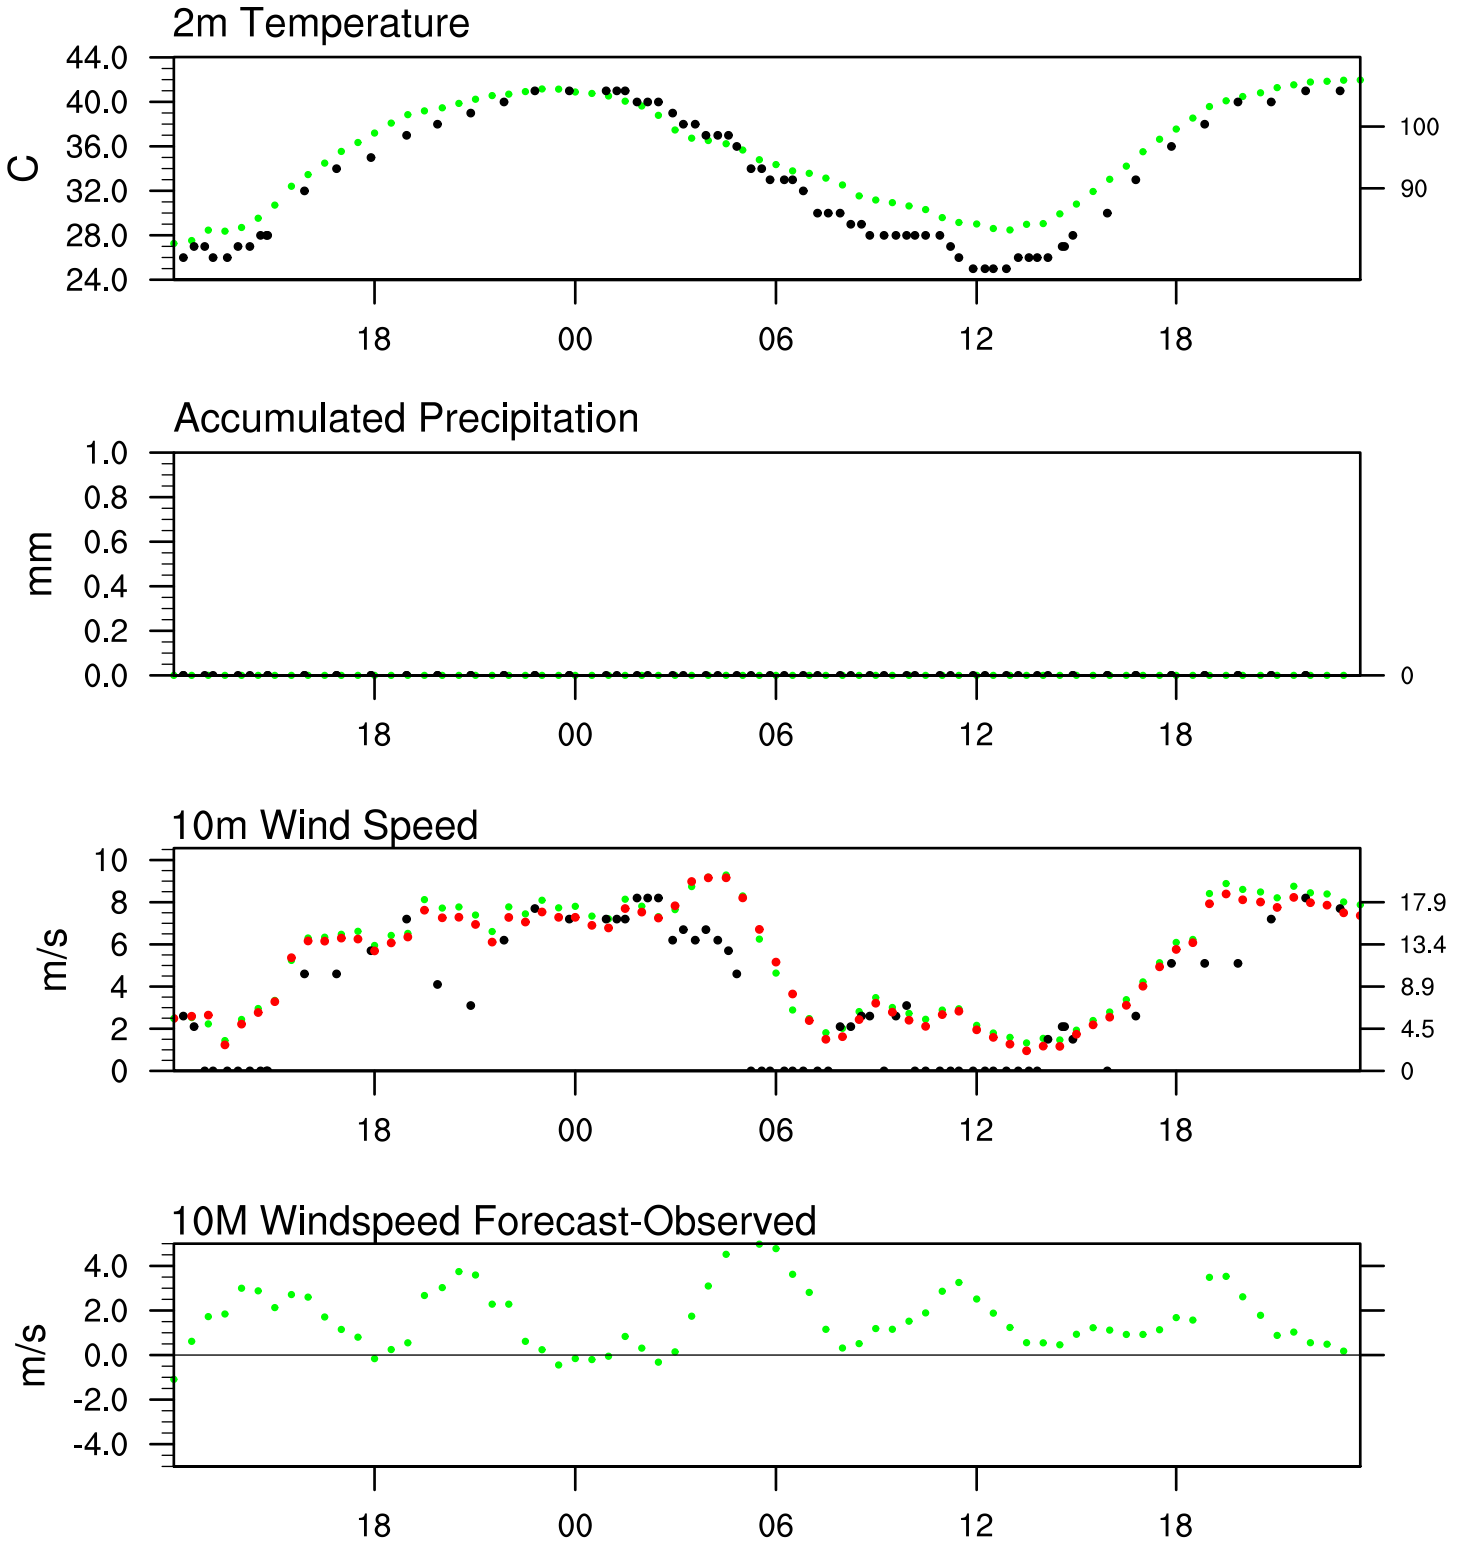 2m Temperature
44.0
40.0
36.0
32.0
28.0
24.0
C
100
90
18 00 06 12 18
Accumulated Precipitation
1.0
0.8
0.6
0.4
0.2
0.0
mm
0
18 00 06 12 18
10m Wind Speed
10
8
6
4
2
0
m/s
17.9
13.4
8.9
4.5
0
18 00 06 12 18
10M Windspeed Forecast-Observed
4.0
2.0
0.0
-2.0
-4.0
m/s
18 00 06 12 18